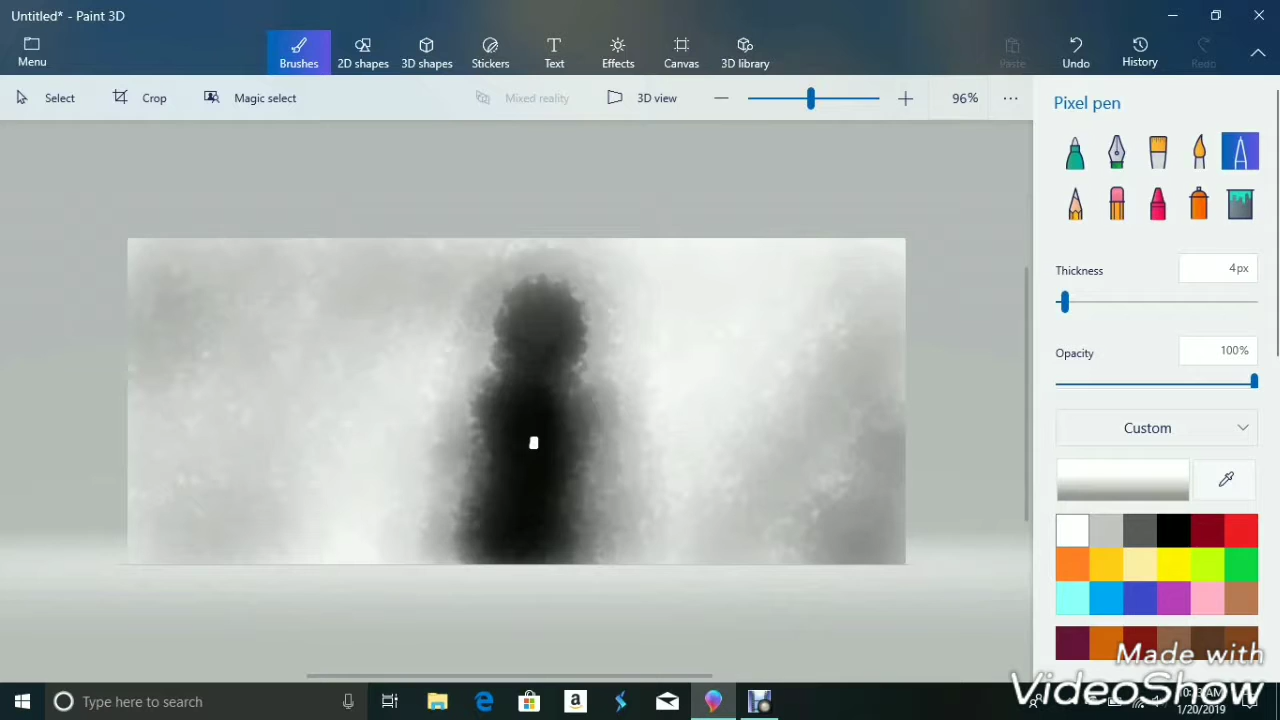 Untitled* - Paint 3D
Menu
Brushes
2D shapes
3D shapes
Stickers
Text
Effects
Canvas
3D library
Paste
Undo
History
Redo
Select
Crop
Magic select
Mixed reality
3D view
96%
Pixel pen
Thickness
4px
Opacity
100%
Custom
Made with
VideoShow
Type here to search
1/20/2019